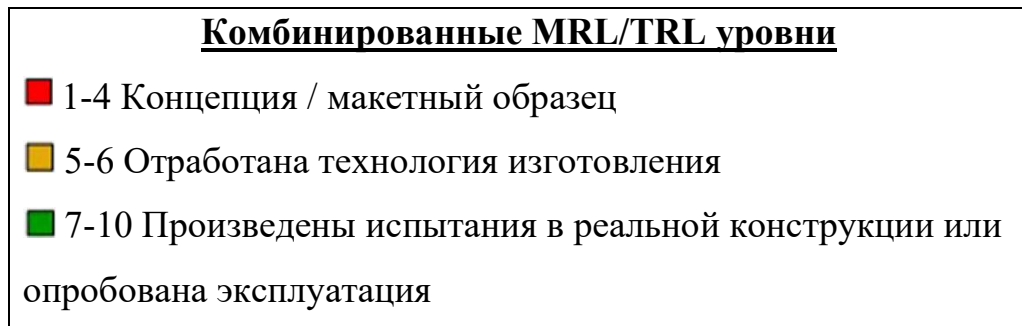 Комбинированные MRL/TRL уровни
1-4 Концепция / макетный образец
5-6 Отработана технология изготовления
7-10 Произведены испытания в реальной конструкции или
опробована эксплуатация